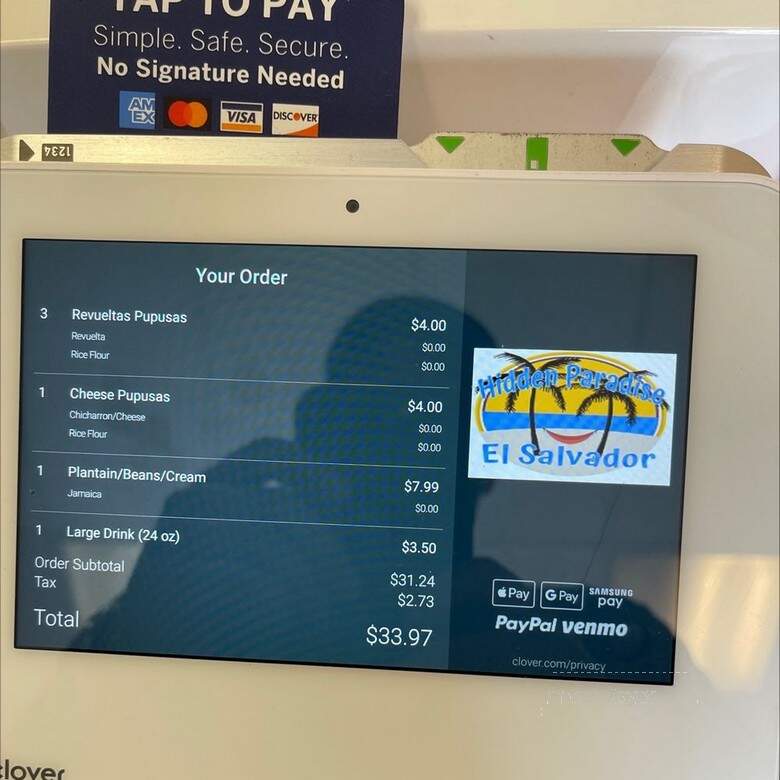 TAP TO PAY
Simple. Safe. Secure.
No Signature Needed
AM EX VISA DISCOVER
1234
Your Order
3 Revueltas Pupusas $4.00
Revuelta $0.00
Rice Flour $0.00
1 Cheese Pupusas $4.00
Chicharron/Cheese $0.00
Rice Flour $0.00
1 Plantain/Beans/Cream $7.99
Jamaica $0.00
1 Large Drink (24 oz) $3.50
Order Subtotal $31.24
Tax $2.73
Total $33.97
Hidden Paradise
El Salvador
Pay G Pay SAMSUNG pay
PayPal venmo
clover.com/privacy
clover